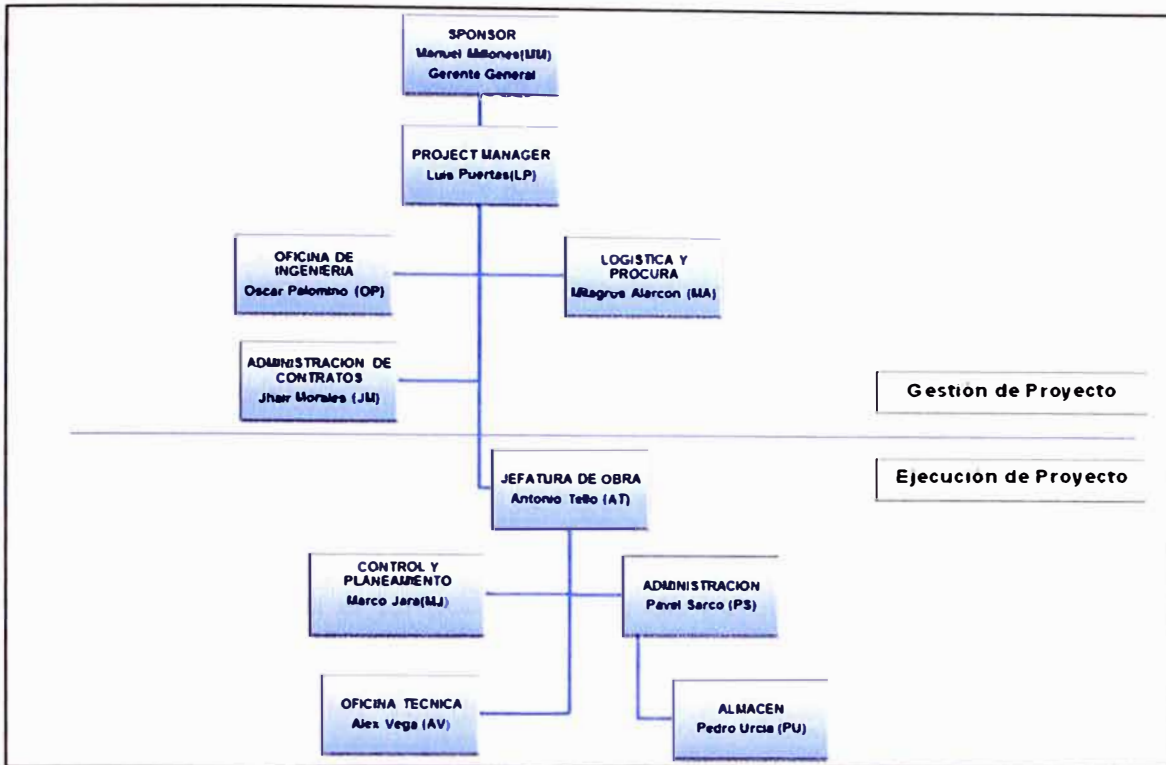 SPONSOR
Manuel Millones(MM)
Gerente General
PROJECT MANAGER
Luis Puertas(LP)
OFICINA DE
INGENIERIA
Oscar Palomino (OP)
LOGISTICA Y
PROCURA
Milagros Alarcon (MA)
ADMINISTRACION DE
CONTRATOS
Jhair Morales (JM)
Gestión de Proyecto
Ejecución de Proyecto
JEFATURA DE OBRA
Antonio Tello (AT)
CONTROL Y
PLANEAMIENTO
Marco Jara(MJ)
ADMINISTRACION
Pavel Sarco (PS)
OFICINA TECNICA
Alex Vega (AV)
ALMACEN
Pedro Urcia (PU)